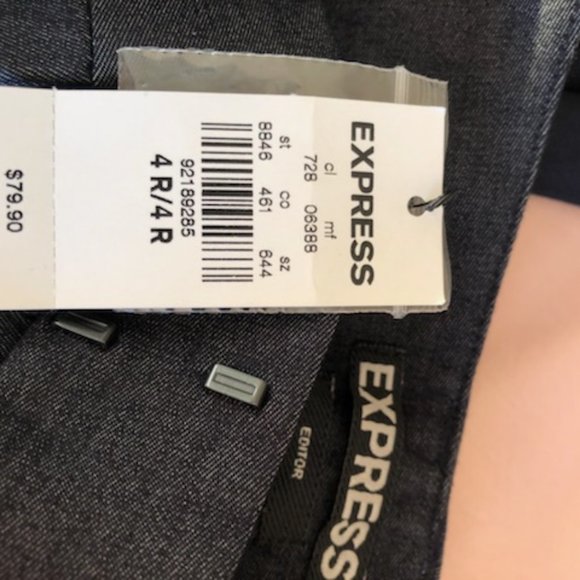 EXPRESS
cl mf
728 06388
st co sz
8846 461 644
92189285
4 R/4 R
$79.90
EXPRESS
EDITOR